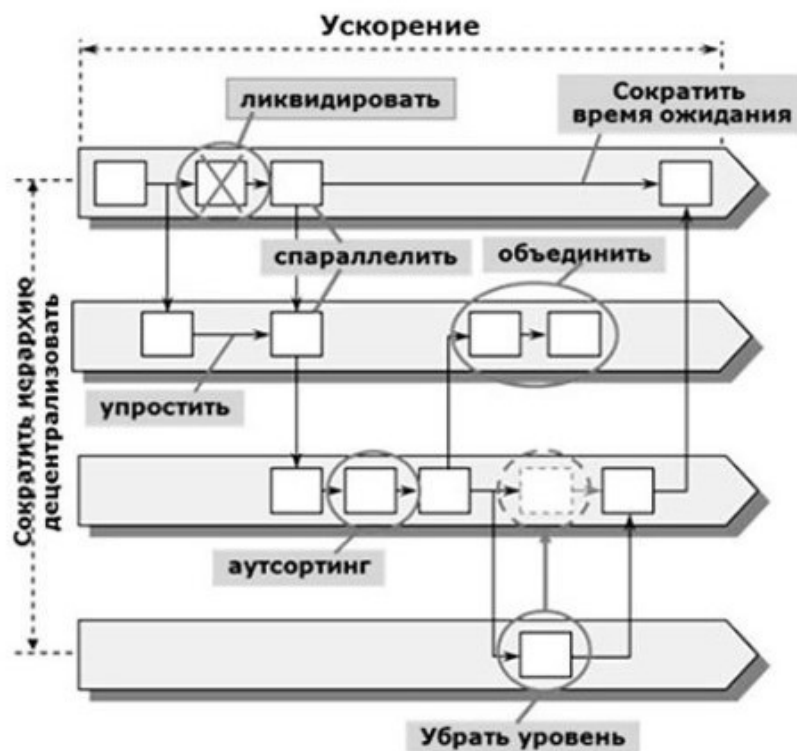 Ускорение
ликвидировать
Сократить
время ожидания
спараллелить
объединить
упростить
Сократить иерархию
децентрализовать
аутсортинг
Убрать уровень